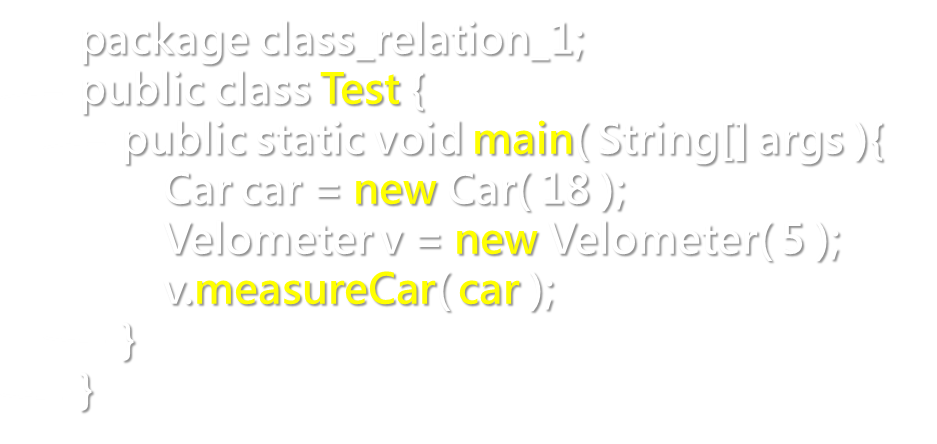 package class_relation_1;
public class Test {
public static void main( String[] args ){
Car car = new Car( 18 );
Velometer v = new Velometer( 5 );
v.measureCar( car );
}
}